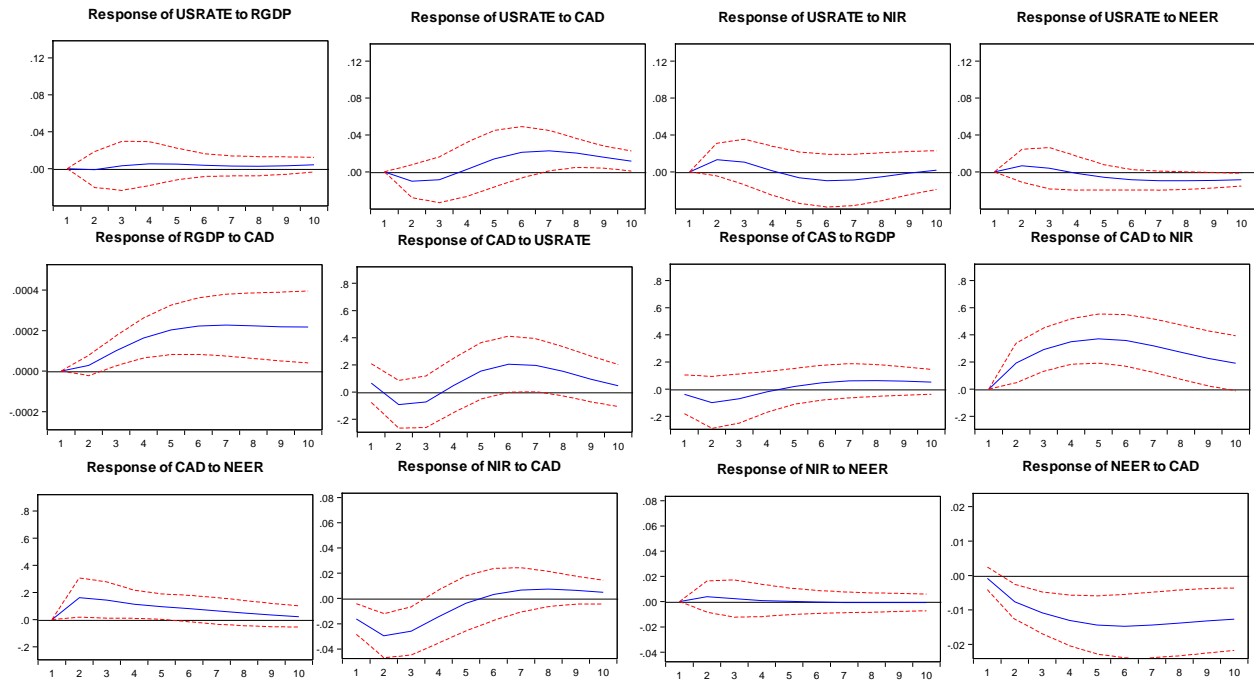 Response of USRATE to RGDP
.12
.08
.04
.00
1 2 3 4 5 6 7 8 9 10
Response of USRATE to CAD
.12
.08
.04
.00
1 2 3 4 5 6 7 8 9 10
Response of USRATE to NIR
.12
.08
.04
.00
1 2 3 4 5 6 7 8 9 10
Response of USRATE to NEER
.12
.08
.04
.00
1 2 3 4 5 6 7 8 9 10
Response of RGDP to CAD
.0004
.0002
.0000
-.0002
1 2 3 4 5 6 7 8 9 10
Response of CAD to USRATE
.8
.6
.4
.2
.0
-.2
1 2 3 4 5 6 7 8 9 10
Response of CAS to RGDP
.8
.6
.4
.2
.0
-.2
1 2 3 4 5 6 7 8 9 10
Response of CAD to NIR
.8
.6
.4
.2
.0
-.2
1 2 3 4 5 6 7 8 9 10
Response of CAD to NEER
.8
.6
.4
.2
.0
-.2
1 2 3 4 5 6 7 8 9 10
Response of NIR to CAD
.08
.06
.04
.02
.00
-.02
-.04
1 2 3 4 5 6 7 8 9 10
Response of NIR to NEER
.08
.06
.04
.02
.00
-.02
-.04
1 2 3 4 5 6 7 8 9 10
Response of NEER to CAD
.02
.01
.00
-.01
-.02
1 2 3 4 5 6 7 8 9 10